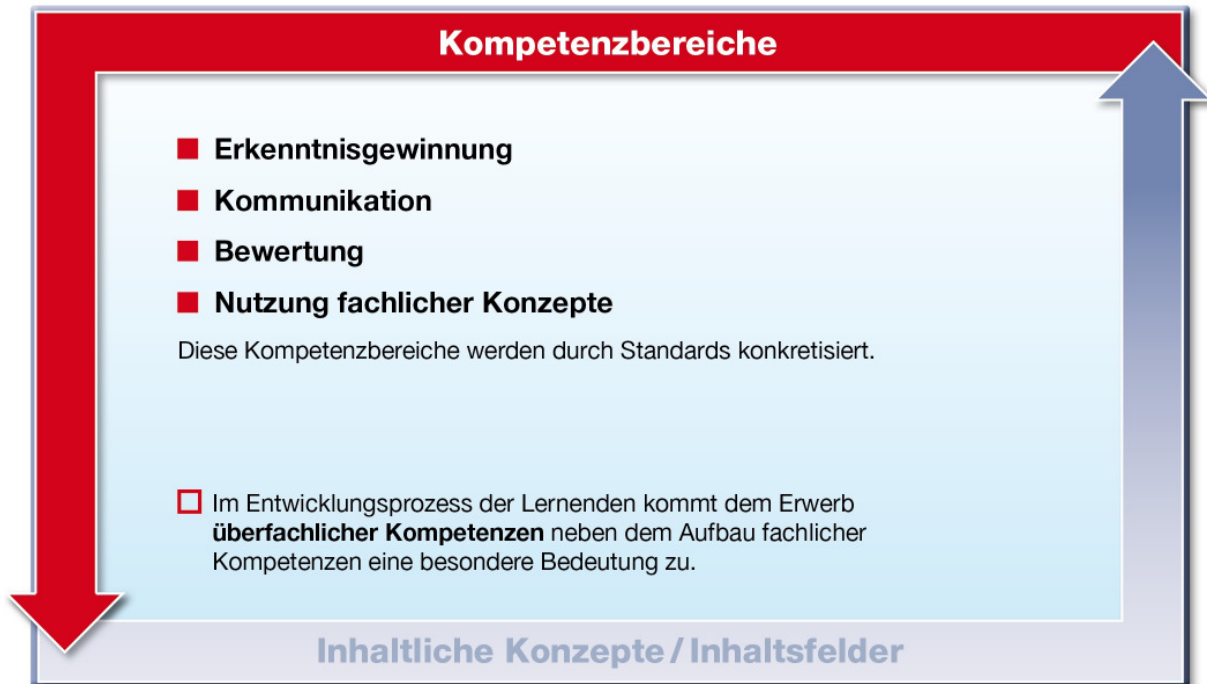 Kompetenzbereiche
Erkenntnisgewinnung
Kommunikation
Bewertung
Nutzung fachlicher Konzepte
Diese Kompetenzbereiche werden durch Standards konkretisiert.
Im Entwicklungsprozess der Lernenden kommt dem Erwerb
überfachlicher Kompetenzen neben dem Aufbau fachlicher
Kompetenzen eine besondere Bedeutung zu.
Inhaltliche Konzepte / Inhaltsfelder